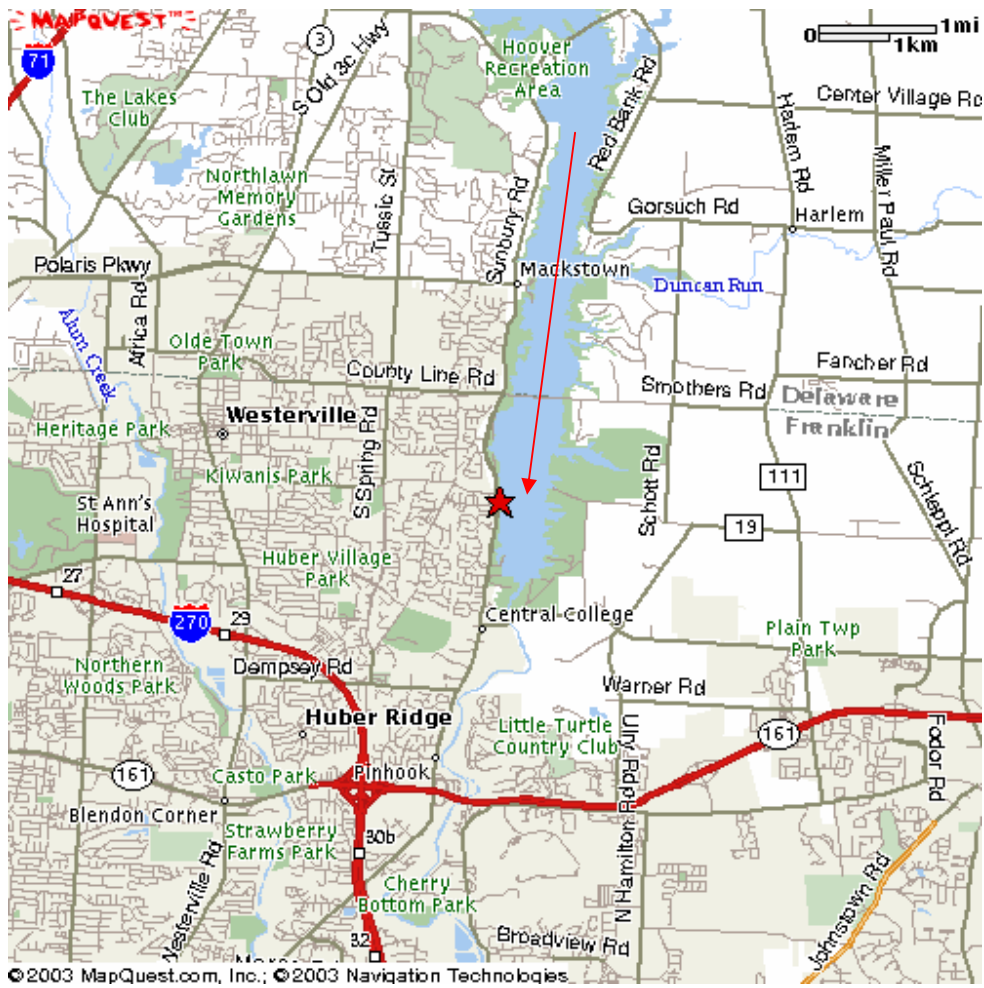 MAPQUEST™
0 1mi
1km
3
71
S Old 3c Hwy
Hoover
Recreation
Area
Red Bank Rd
Center Village Rd
Harlem Rd
Miller Paul Rd
The Lakes
Club
Northlawn
Memory
Gardens
Tussic St
Sunbury Rd
Gorsuch Rd
Harlem
Polaris Pkwy
Mackstown
Duncan Run
Africa Rd
Alum Creek
Olde Town
Park
County Line Rd
Fancher Rd
Smothers Rd
Delaware
Franklin
Westerville
Heritage Park
S Spring Rd
Kiwanis Park
Schott Rd
111
Schleppi Rd
St Ann's
Hospital
19
Huber Village
Park
27
270
29
Central College
Plain Twp
Park
Dempsey Rd
Northern
Woods Park
Warner Rd
Huber Ridge
Little Turtle
Country Club
Ulry Rd
161
Fodor Rd
161
Casto Park
Pinhook
Blendon Corner
N Hamilton Rd
Strawberry
Farms Park
30b
Cherry
Bottom Park
Westerville Rd
Johnstown Rd
32
Broadview Rd
©2003 MapQuest.com, Inc.; ©2003 Navigation Technologies